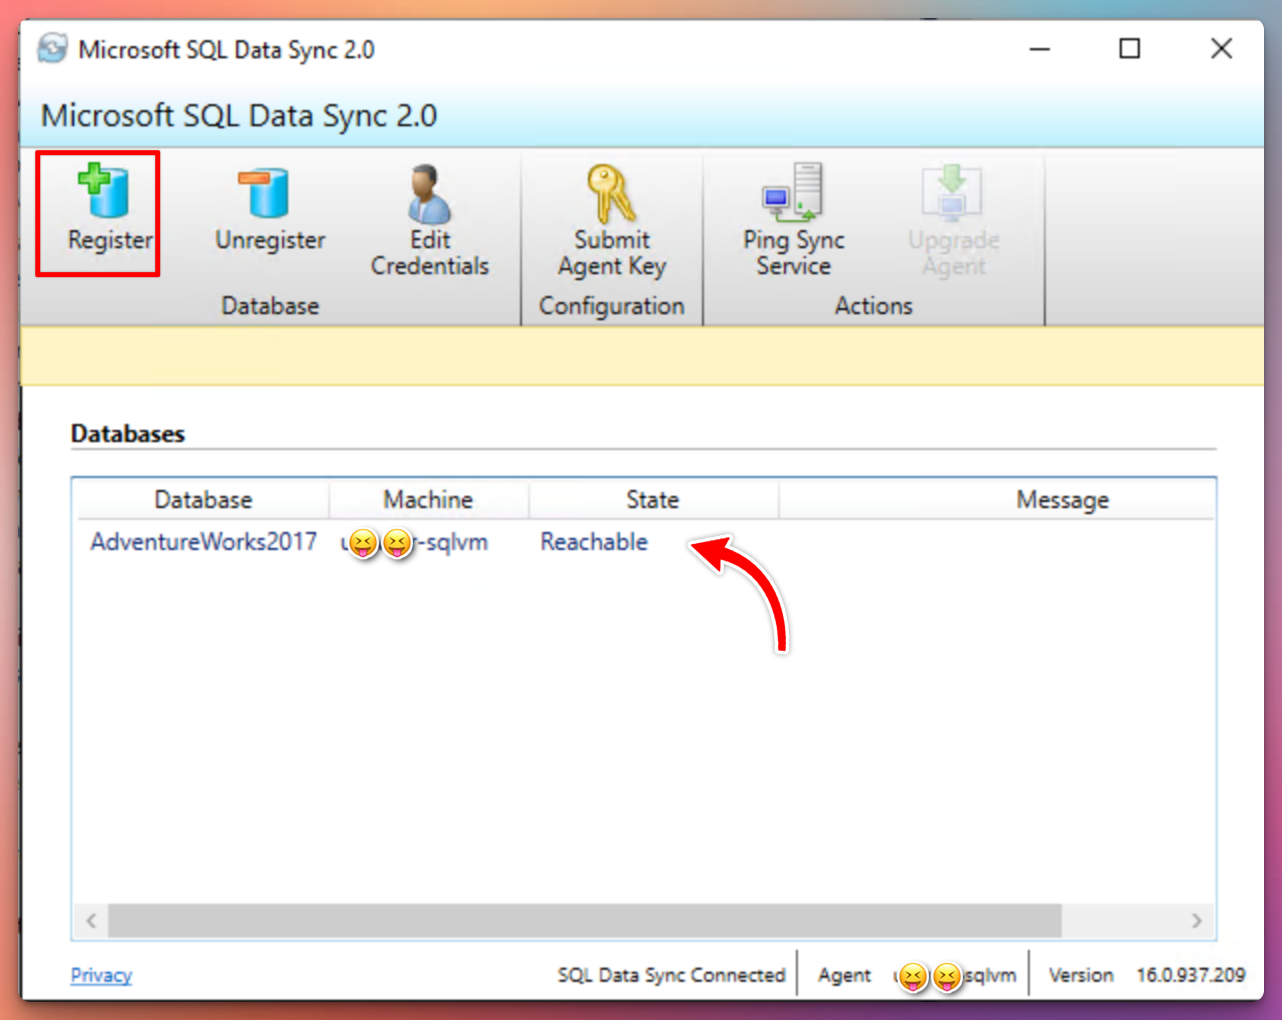 Microsoft SQL Data Sync 2.0
Microsoft SQL Data Sync 2.0
Register
Unregister
Edit
Credentials
Submit
Agent Key
Ping Sync
Service
Upgrade
Agent
Database
Configuration
Actions
Databases
Database Machine State Message
AdventureWorks2017 -sqlvm Reachable
Privacy
SQL Data Sync Connected Agent sqlvm Version 16.0.937.209